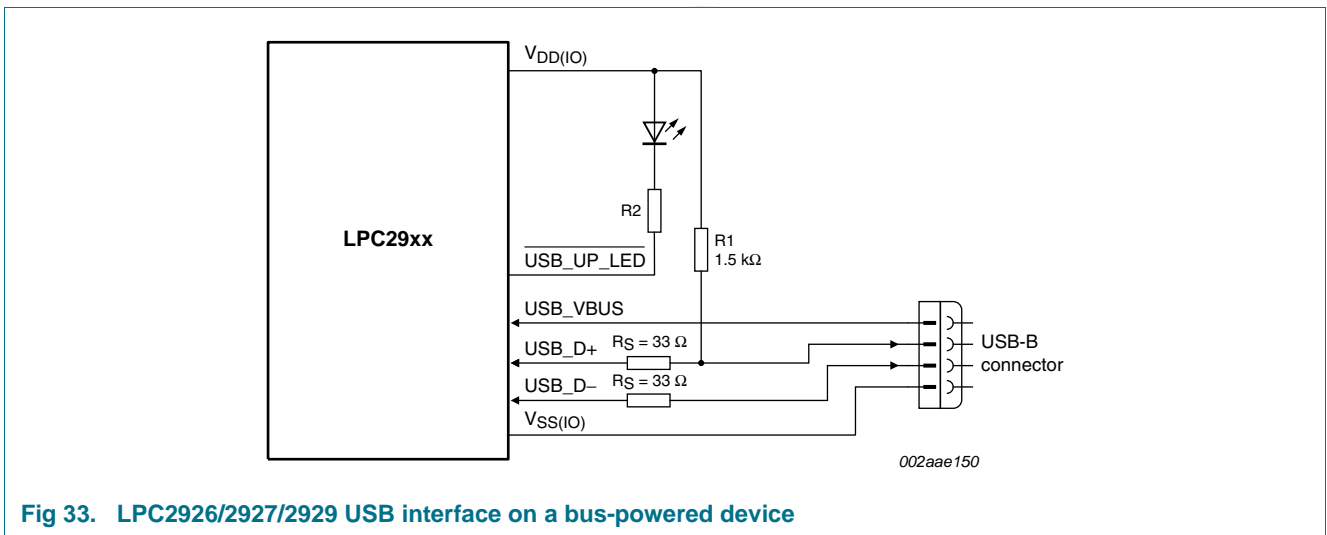 VDD(IO)
R2
LPC29xx
R1
1.5 kΩ
USB_UP_LED
USB_VBUS
USB_D+ RS = 33 Ω
USB-B
connector
USB_D− RS = 33 Ω
VSS(IO)
002aae150
Fig 33. LPC2926/2927/2929 USB interface on a bus-powered device